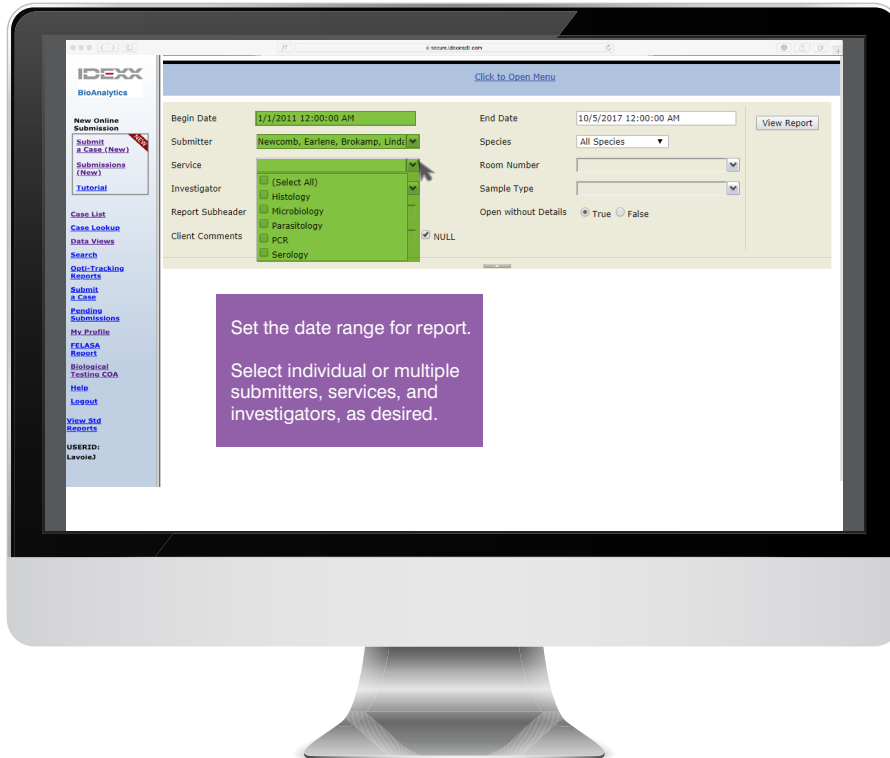 secure.idexxradil.com
IDEXX
BioAnalytics
Click to Open Menu
New Online
Submission
NEW
Submit
a Case (New)
Submissions
(New)
Tutorial
Case List
Case Lookup
Data Views
Search
Opti-Tracking
Reports
Submit
a Case
Pending
Submissions
My Profile
FELASA
Report
Biological
Testing COA
Help
Logout
View Std
Reports
USERID:
LavoieJ
Begin Date 1/1/2011 12:00:00 AM End Date 10/5/2017 12:00:00 AM View Report
Submitter Newcomb, Earlene, Brokamp, Linda Species All Species
Service Room Number
(Select All)
Investigator Sample Type
Histology
Report Subheader Microbiology Open without Details True False
Parasitology
Client Comments PCR NULL
Serology
Set the date range for report.
Select individual or multiple
submitters, services, and
investigators, as desired.